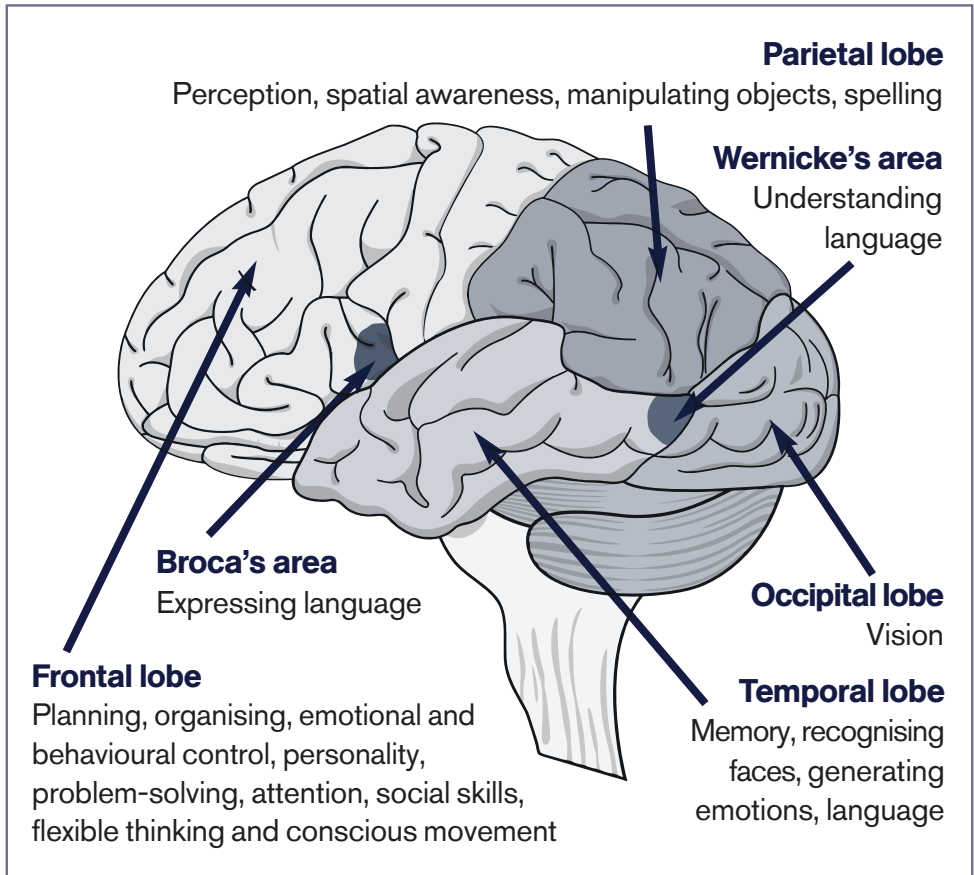 Parietal lobe
Perception, spatial awareness, manipulating objects, spelling
Wernicke’s area
Understanding
language
Broca’s area
Expressing language
Occipital lobe
Vision
Frontal lobe
Planning, organising, emotional and
behavioural control, personality,
problem-solving, attention, social skills,
flexible thinking and conscious movement
Temporal lobe
Memory, recognising
faces, generating
emotions, language